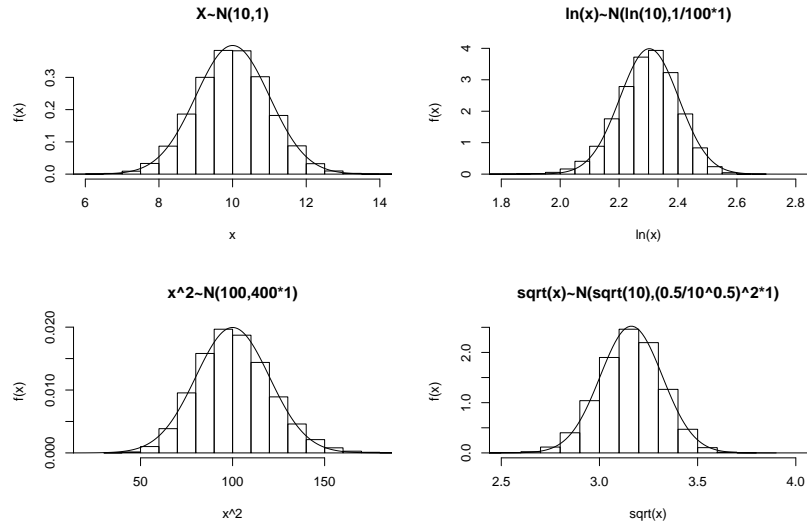 X~N(10,1)
f(x)
0.0 0.1 0.2 0.3
6 8 10 12 14
x
ln(x)~N(ln(10),1/100*1)
f(x)
0 1 2 3 4
1.8 2.0 2.2 2.4 2.6 2.8
ln(x)
x^2~N(100,400*1)
f(x)
0.000 0.010 0.020
50 100 150
x^2
sqrt(x)~N(sqrt(10),(0.5/10^0.5)^2*1)
f(x)
0.0 1.0 2.0
2.5 3.0 3.5 4.0
sqrt(x)